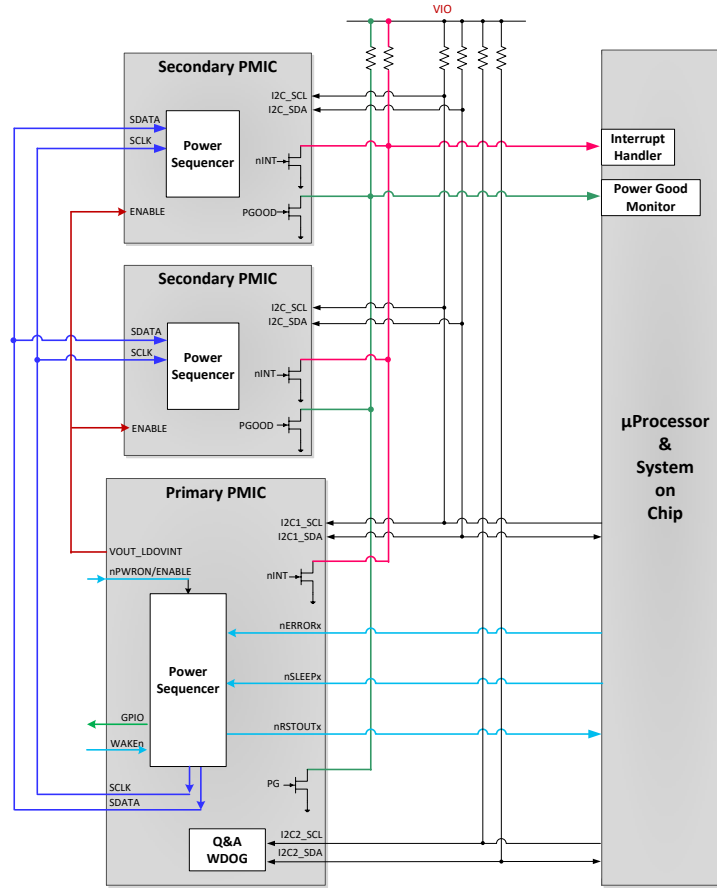 VIO
Secondary PMIC
I2C_SCL
I2C_SDA
SDATA
SCLK
Power
Sequencer
nINT
PGOOD
ENABLE
Interrupt
Handler
Power Good
Monitor
Secondary PMIC
I2C_SCL
I2C_SDA
SDATA
SCLK
Power
Sequencer
nINT
PGOOD
ENABLE
µProcessor
&
System
on
Chip
Primary PMIC
I2C1_SCL
I2C1_SDA
VOUT_LDOVINT
nPWRON/ENABLE
nINT
Power
Sequencer
nERRORx
nSLEEPx
nRSTOUTx
GPIO
WAKEn
SCLK
SDATA
PG
Q&A
WDOG
I2C2_SCL
I2C2_SDA